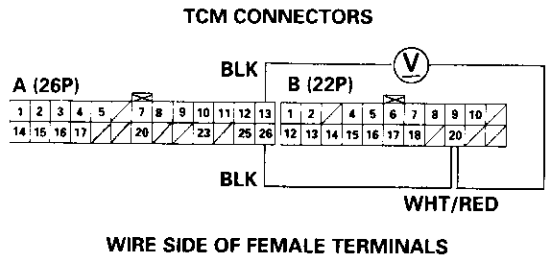 TCM CONNECTORS
BLK V
A (26P) B (22P)
1 2 3 4 5 7 8 9 10 11 12 13 1 2 4 5 6 7 8 9 10
14 15 16 17 20 23 25 26 12 13 14 15 16 17 18 20
BLK
WHT/RED
WIRE SIDE OF FEMALE TERMINALS